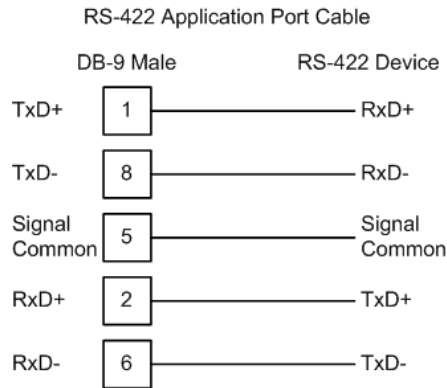 RS-422 Application Port Cable
DB-9 Male RS-422 Device
TxD+ 1 RxD+
TxD- 8 RxD-
Signal Common 5 Signal Common
RxD+ 2 TxD+
RxD- 6 TxD-